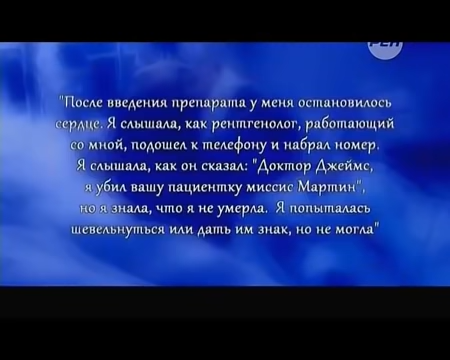 РЕН
"После введения препарата у меня остановилось
сердце. Я слышала, как рентгенолог, работающий
со мной, подошел к телефону и набрал номер.
Я слышала, как он сказал: "Доктор Джеймс,
я убил вашу пациентку миссис Мартин",
но я знала, что я не умерла. Я попыталась
шевельнуться или дать им знак, но не могла"